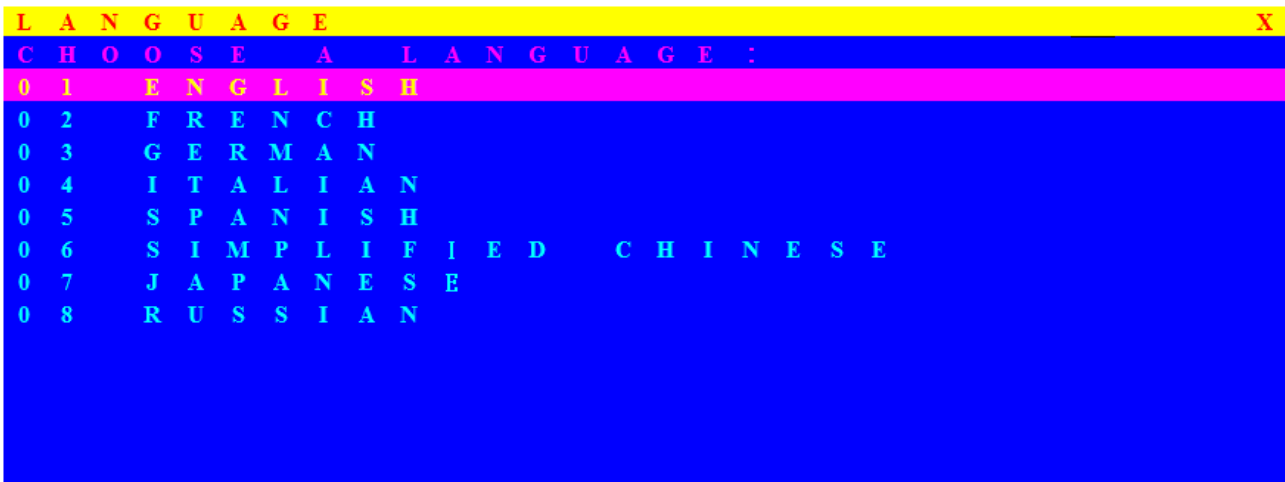 LANGUAGE X
CHOOSE A LANGUAGE:
01 ENGLISH
02 FRENCH
03 GERMAN
04 ITALIAN
05 SPANISH
06 SIMPLIFIED CHINESE
07 JAPANESE
08 RUSSIAN